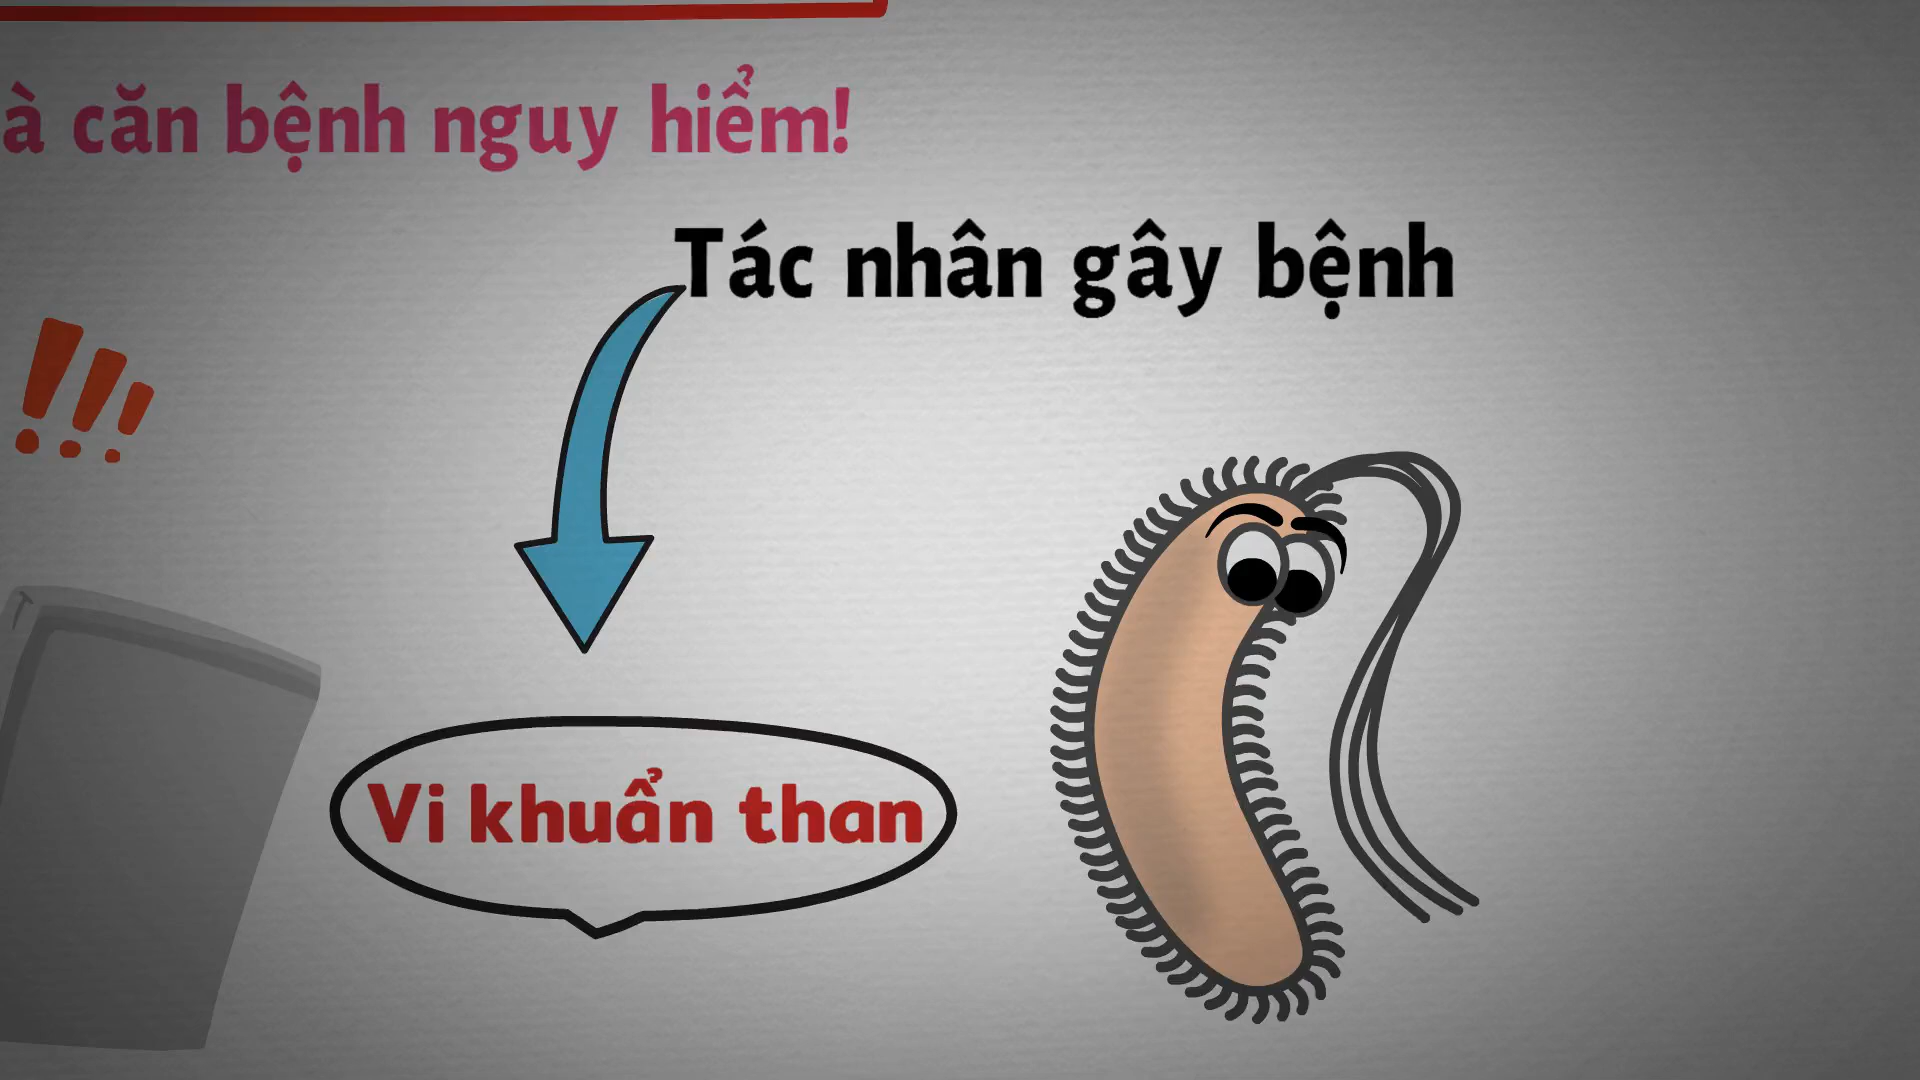 à căn bệnh nguy hiểm!
Tác nhân gây bệnh
!!!
Vi khuẩn than